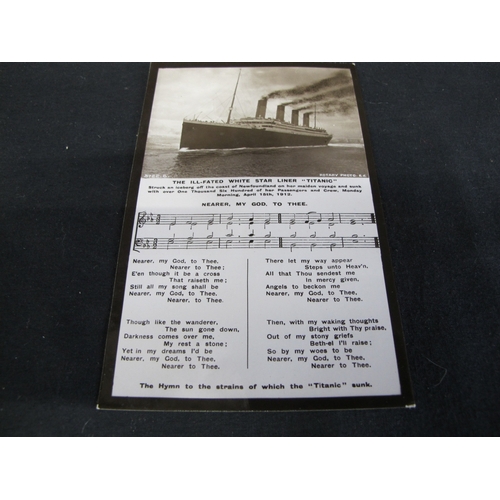 ROTARY PHOTO. E.C.
THE ILL-FATED WHITE STAR LINER "TITANIC"
Struck an iceberg off the coast of Newfoundland on her maiden voyage and sank
with over One Thousand Six Hundred of her Passengers and Crew, Monday
Morning, April 15th, 1912.
NEARER, MY GOD, TO THEE.
Nearer, my God, to Thee,
Nearer to Thee;
E'en though it be a cross
That raiseth me;
Still all my song shall be
Nearer, my God, to Thee,
Nearer, to Thee.
Though like the wanderer,
The sun gone down,
Darkness comes over me,
My rest a stone;
Yet in my dreams I'd be
Nearer, my God, to Thee,
Nearer to Thee.
There let my way appear
Steps unto Heav'n,
All that Thou sendest me
In mercy given,
Angels to beckon me
Nearer, my God, to Thee,
Nearer to Thee.
Then, with my waking thoughts
Bright with Thy praise,
Out of my stony griefs
Beth-el I'll raise;
So by my woes to be
Nearer, my God, to Thee,
Nearer to Thee.
The Hymn to the strains of which the "Titanic" sunk.